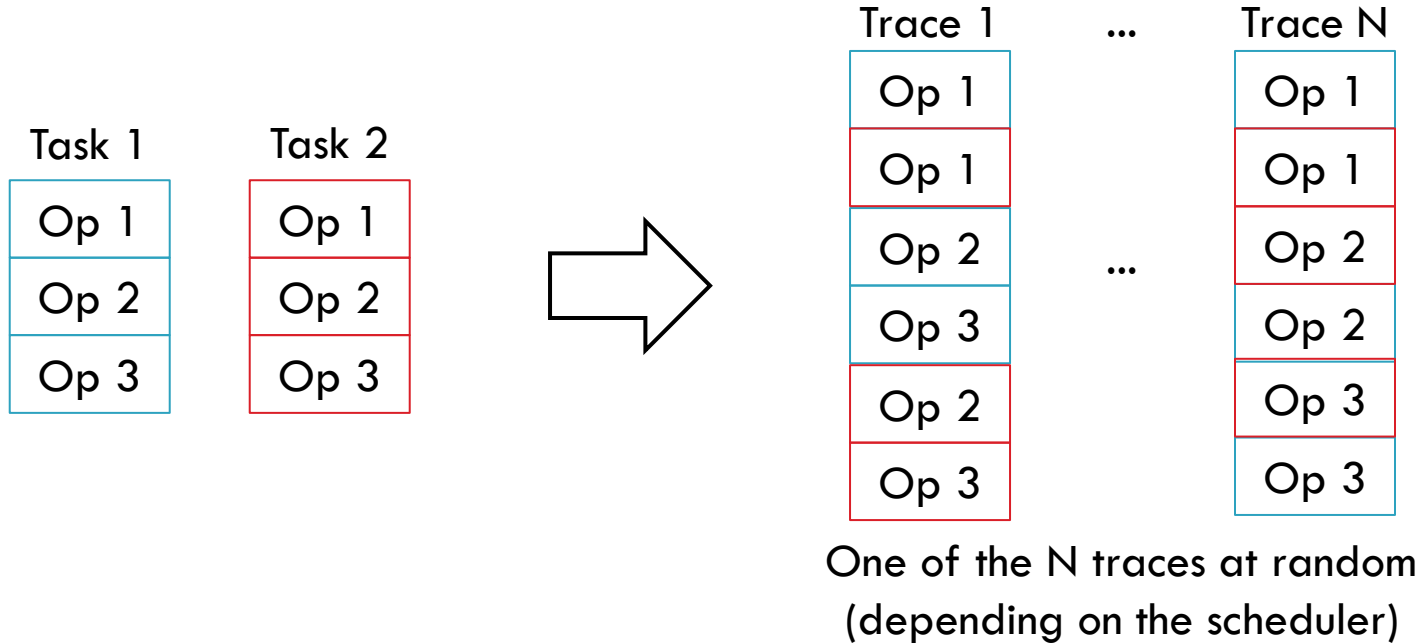 Task 1
Op 1
Op 2
Op 3
Task 2
Op 1
Op 2
Op 3
Trace 1
Op 1
Op 1
Op 2
Op 3
Op 2
Op 3
...
...
Trace N
Op 1
Op 1
Op 2
Op 2
Op 3
Op 3
One of the N traces at random
(depending on the scheduler)